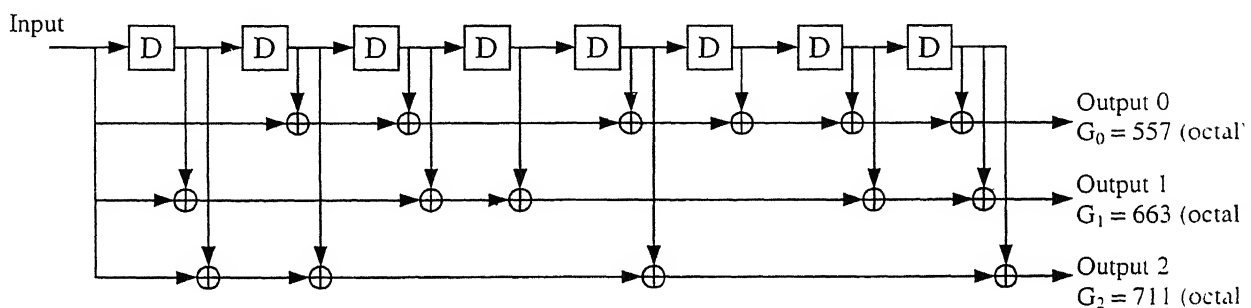 Input
D D D D D D D D
Output 0
G₀ = 557 (octal)
Output 1
G₁ = 663 (octal
Output 2
G₂ = 711 (octal